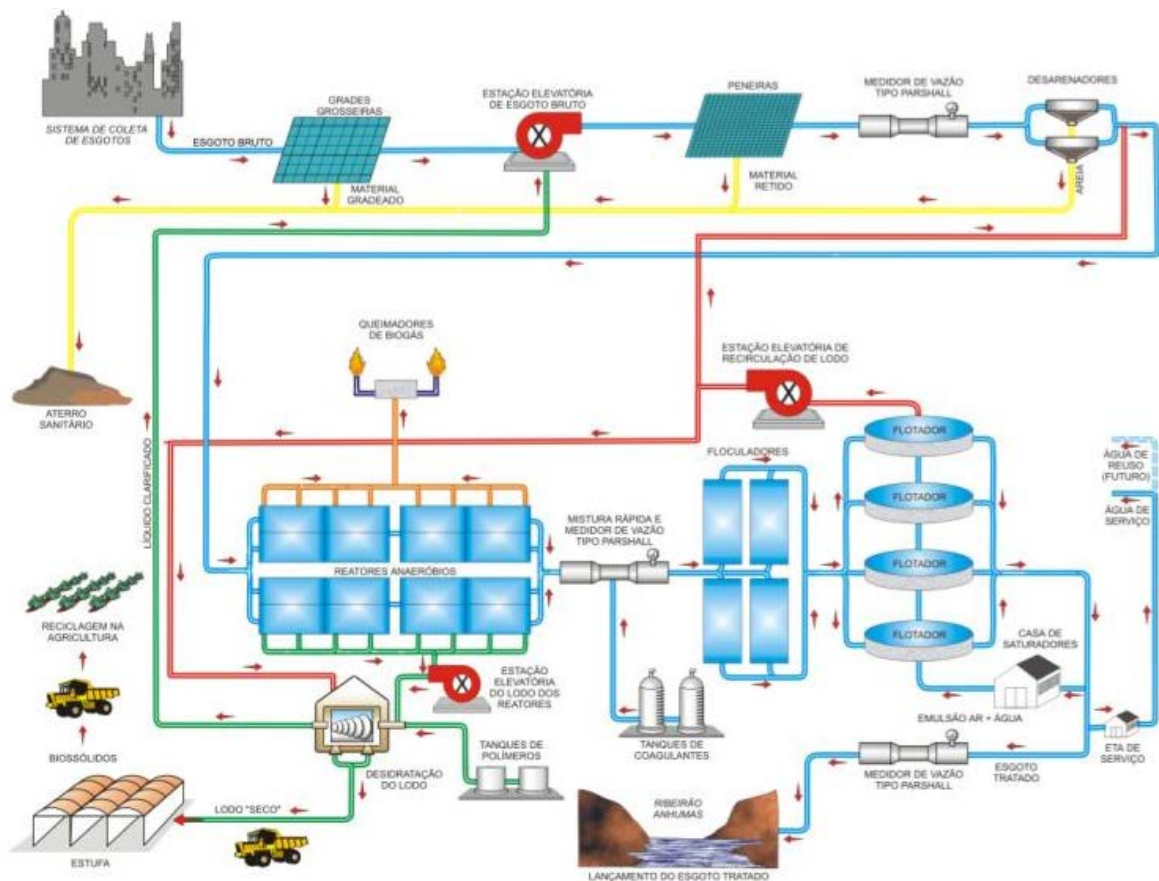 SISTEMA DE COLETA
DE ESGOTOS
ESGOTO BRUTO
GRADES
GROSSEIRAS
MATERIAL
GRADEADO
ESTAÇÃO ELEVATÓRIA
DE ESGOTO BRUTO
PENEIRAS
MATERIAL
RETIDO
MEDIDOR DE VAZÃO
TIPO PARSHALL
DESARENADORES
AREIA
ATERRO
SANITÁRIO
LÍQUIDO CLARIFICADO
QUEIMADORES
DE BIOGÁS
ESTAÇÃO ELEVATÓRIA DE
RECIRCULAÇÃO DE LODO
FLOTADOR
FLOTADOR
FLOTADOR
FLOTADOR
FLOCULADORES
ÁGUA DE
REUSO
(FUTURO)
ÁGUA DE
SERVIÇO
MISTURA RÁPIDA E
MEDIDOR DE VAZÃO
TIPO PARSHALL
REATORES ANAERÓBIOS
RECICLAGEM NA
AGRICULTURA
CASA DE
SATURADORES
EMULSÃO AR + ÁGUA
ESTAÇÃO
ELEVATÓRIA
DO LODO DOS
REATORES
BIOSSÓLIDOS
DESIDRATAÇÃO
DO LODO
TANQUES DE
POLÍMEROS
TANQUES DE
COAGULANTES
MEDIDOR DE VAZÃO
TIPO PARSHALL
ESGOTO
TRATADO
ETA DE
SERVIÇO
LODO "SECO"
ESTUFA
RIBEIRÃO
ANHUMAS
LANÇAMENTO DO ESGOTO TRATADO